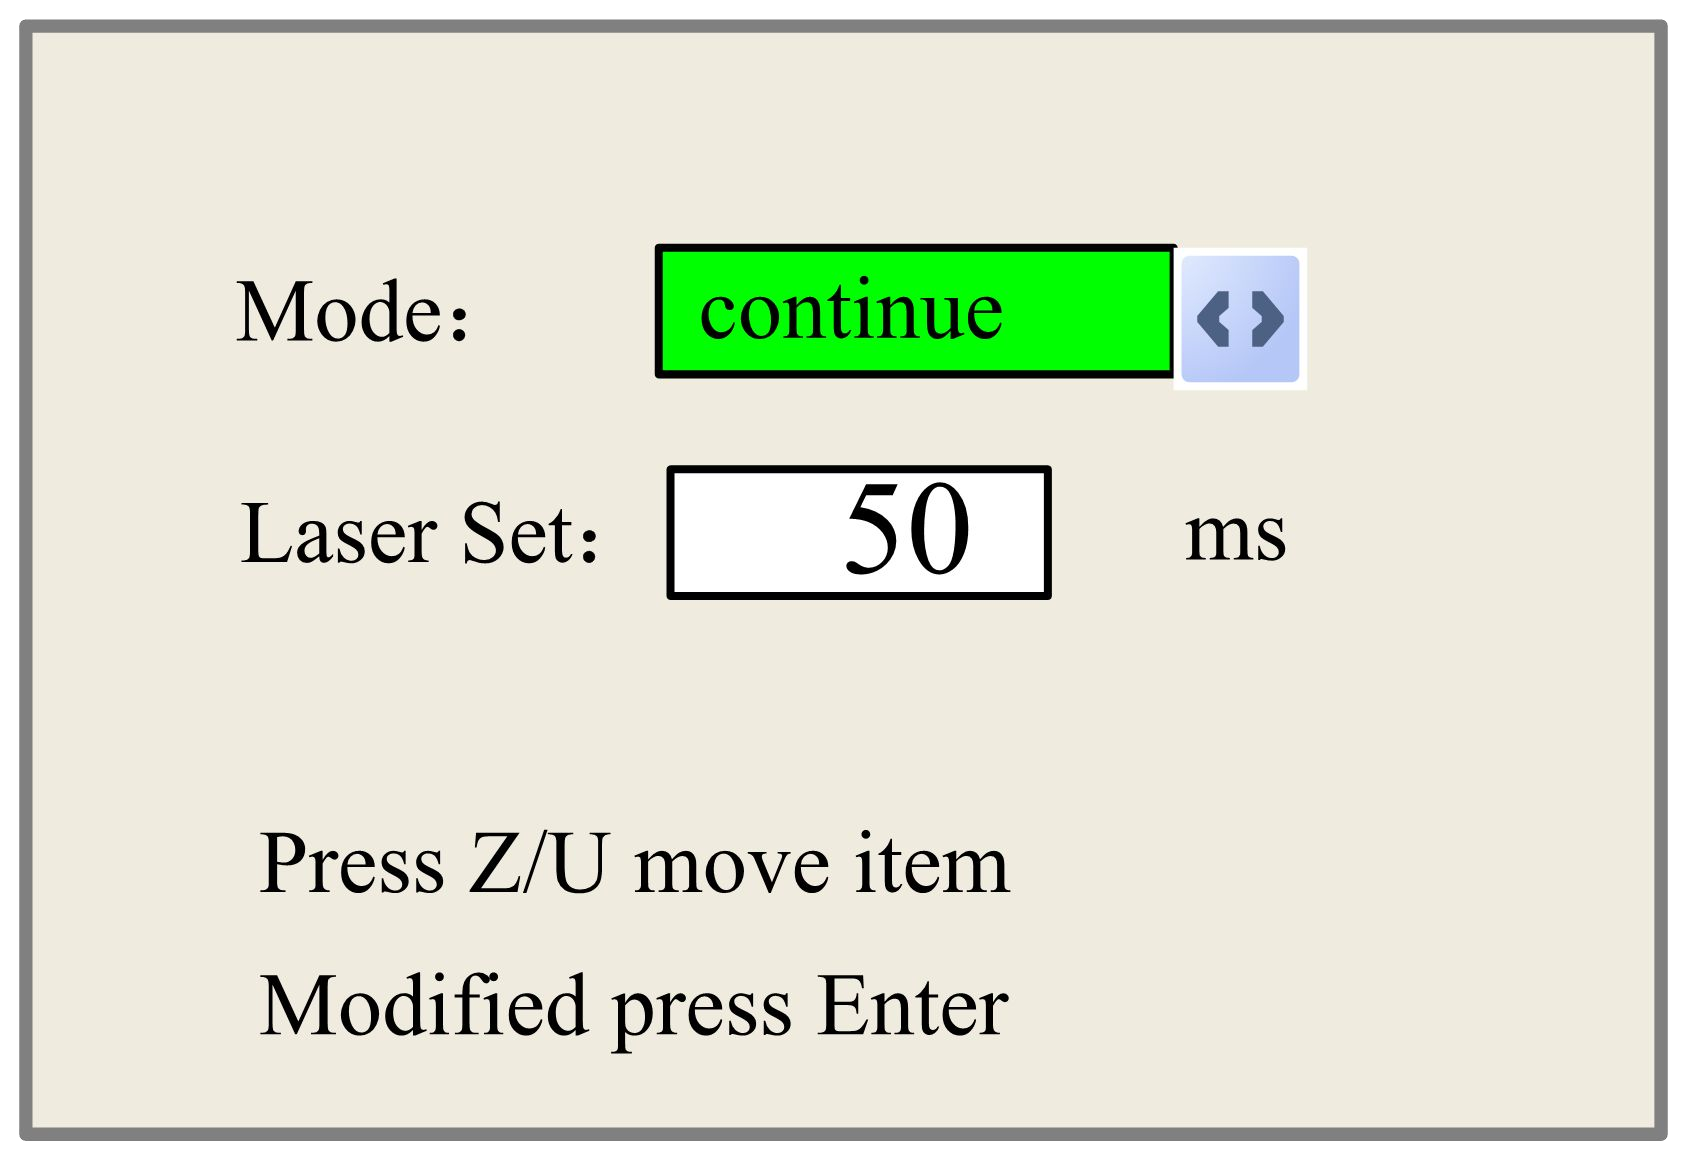 Mode: continue
Laser Set: 50 ms
Press Z/U move item
Modified press Enter